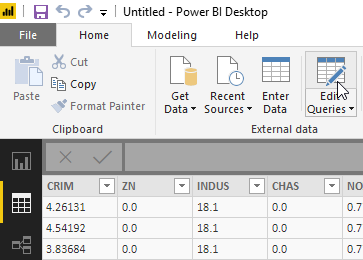 Untitled - Power BI Desktop
File Home Modeling Help
Paste Cut Copy Format Painter
Get Data Recent Sources Enter Data Edit Queries
Clipboard External data
CRIM ZN INDUS CHAS NO
4.26131 0.0 18.1 0.0 0.7
4.54192 0.0 18.1 0.0 0.7
3.83684 0.0 18.1 0.0 0.7